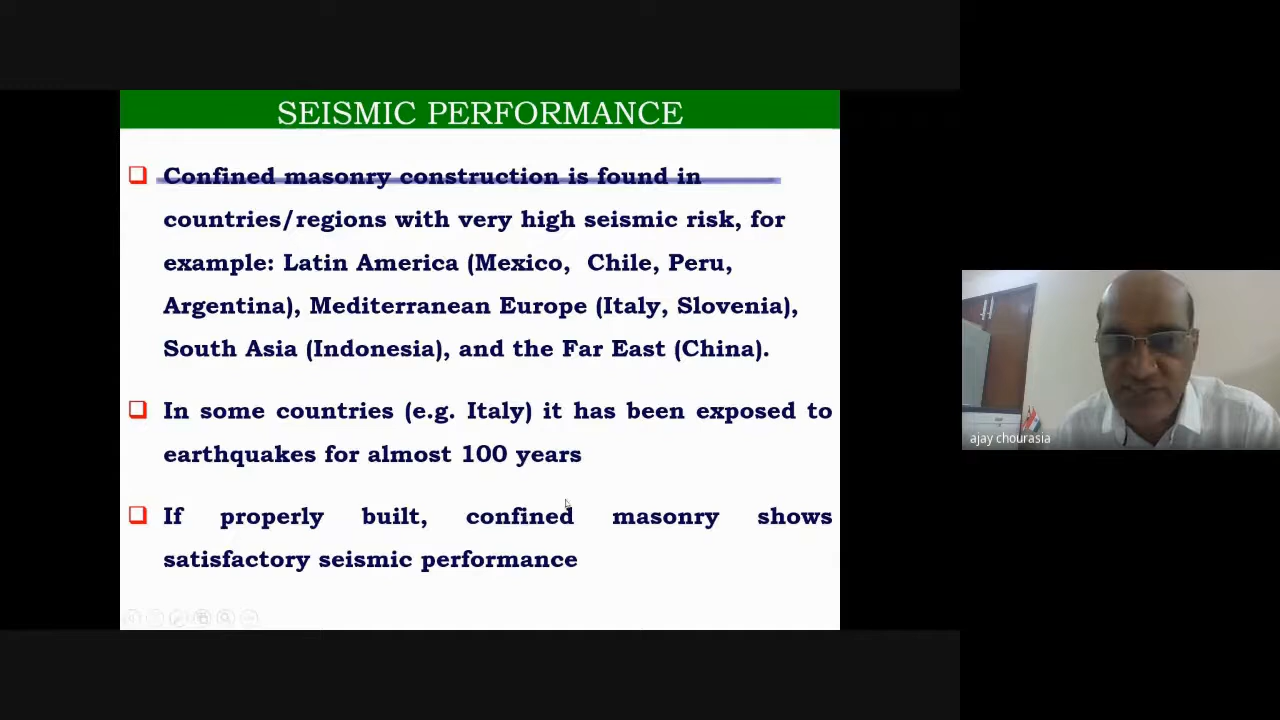 SEISMIC PERFORMANCE
Confined masonry construction is found in
countries/regions with very high seismic risk, for
example: Latin America (Mexico, Chile, Peru,
Argentina), Mediterranean Europe (Italy, Slovenia),
South Asia (Indonesia), and the Far East (China).
In some countries (e.g. Italy) it has been exposed to
earthquakes for almost 100 years
If properly built, confined masonry shows
satisfactory seismic performance
ajay chourasia